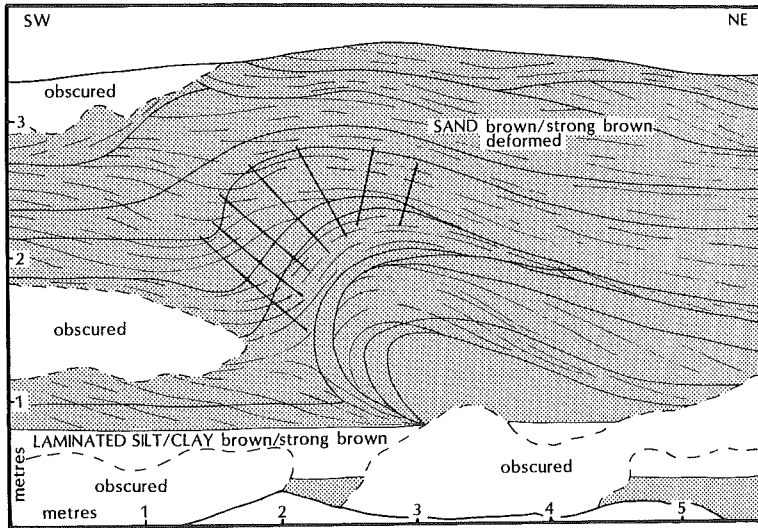 SW
NE
obscured
3
SAND brown/strong brown
deformed
2
obscured
1
LAMINATED SILT/CLAY brown/strong brown
obscured
obscured
obscured
metres
metres
1
2
3
4
5